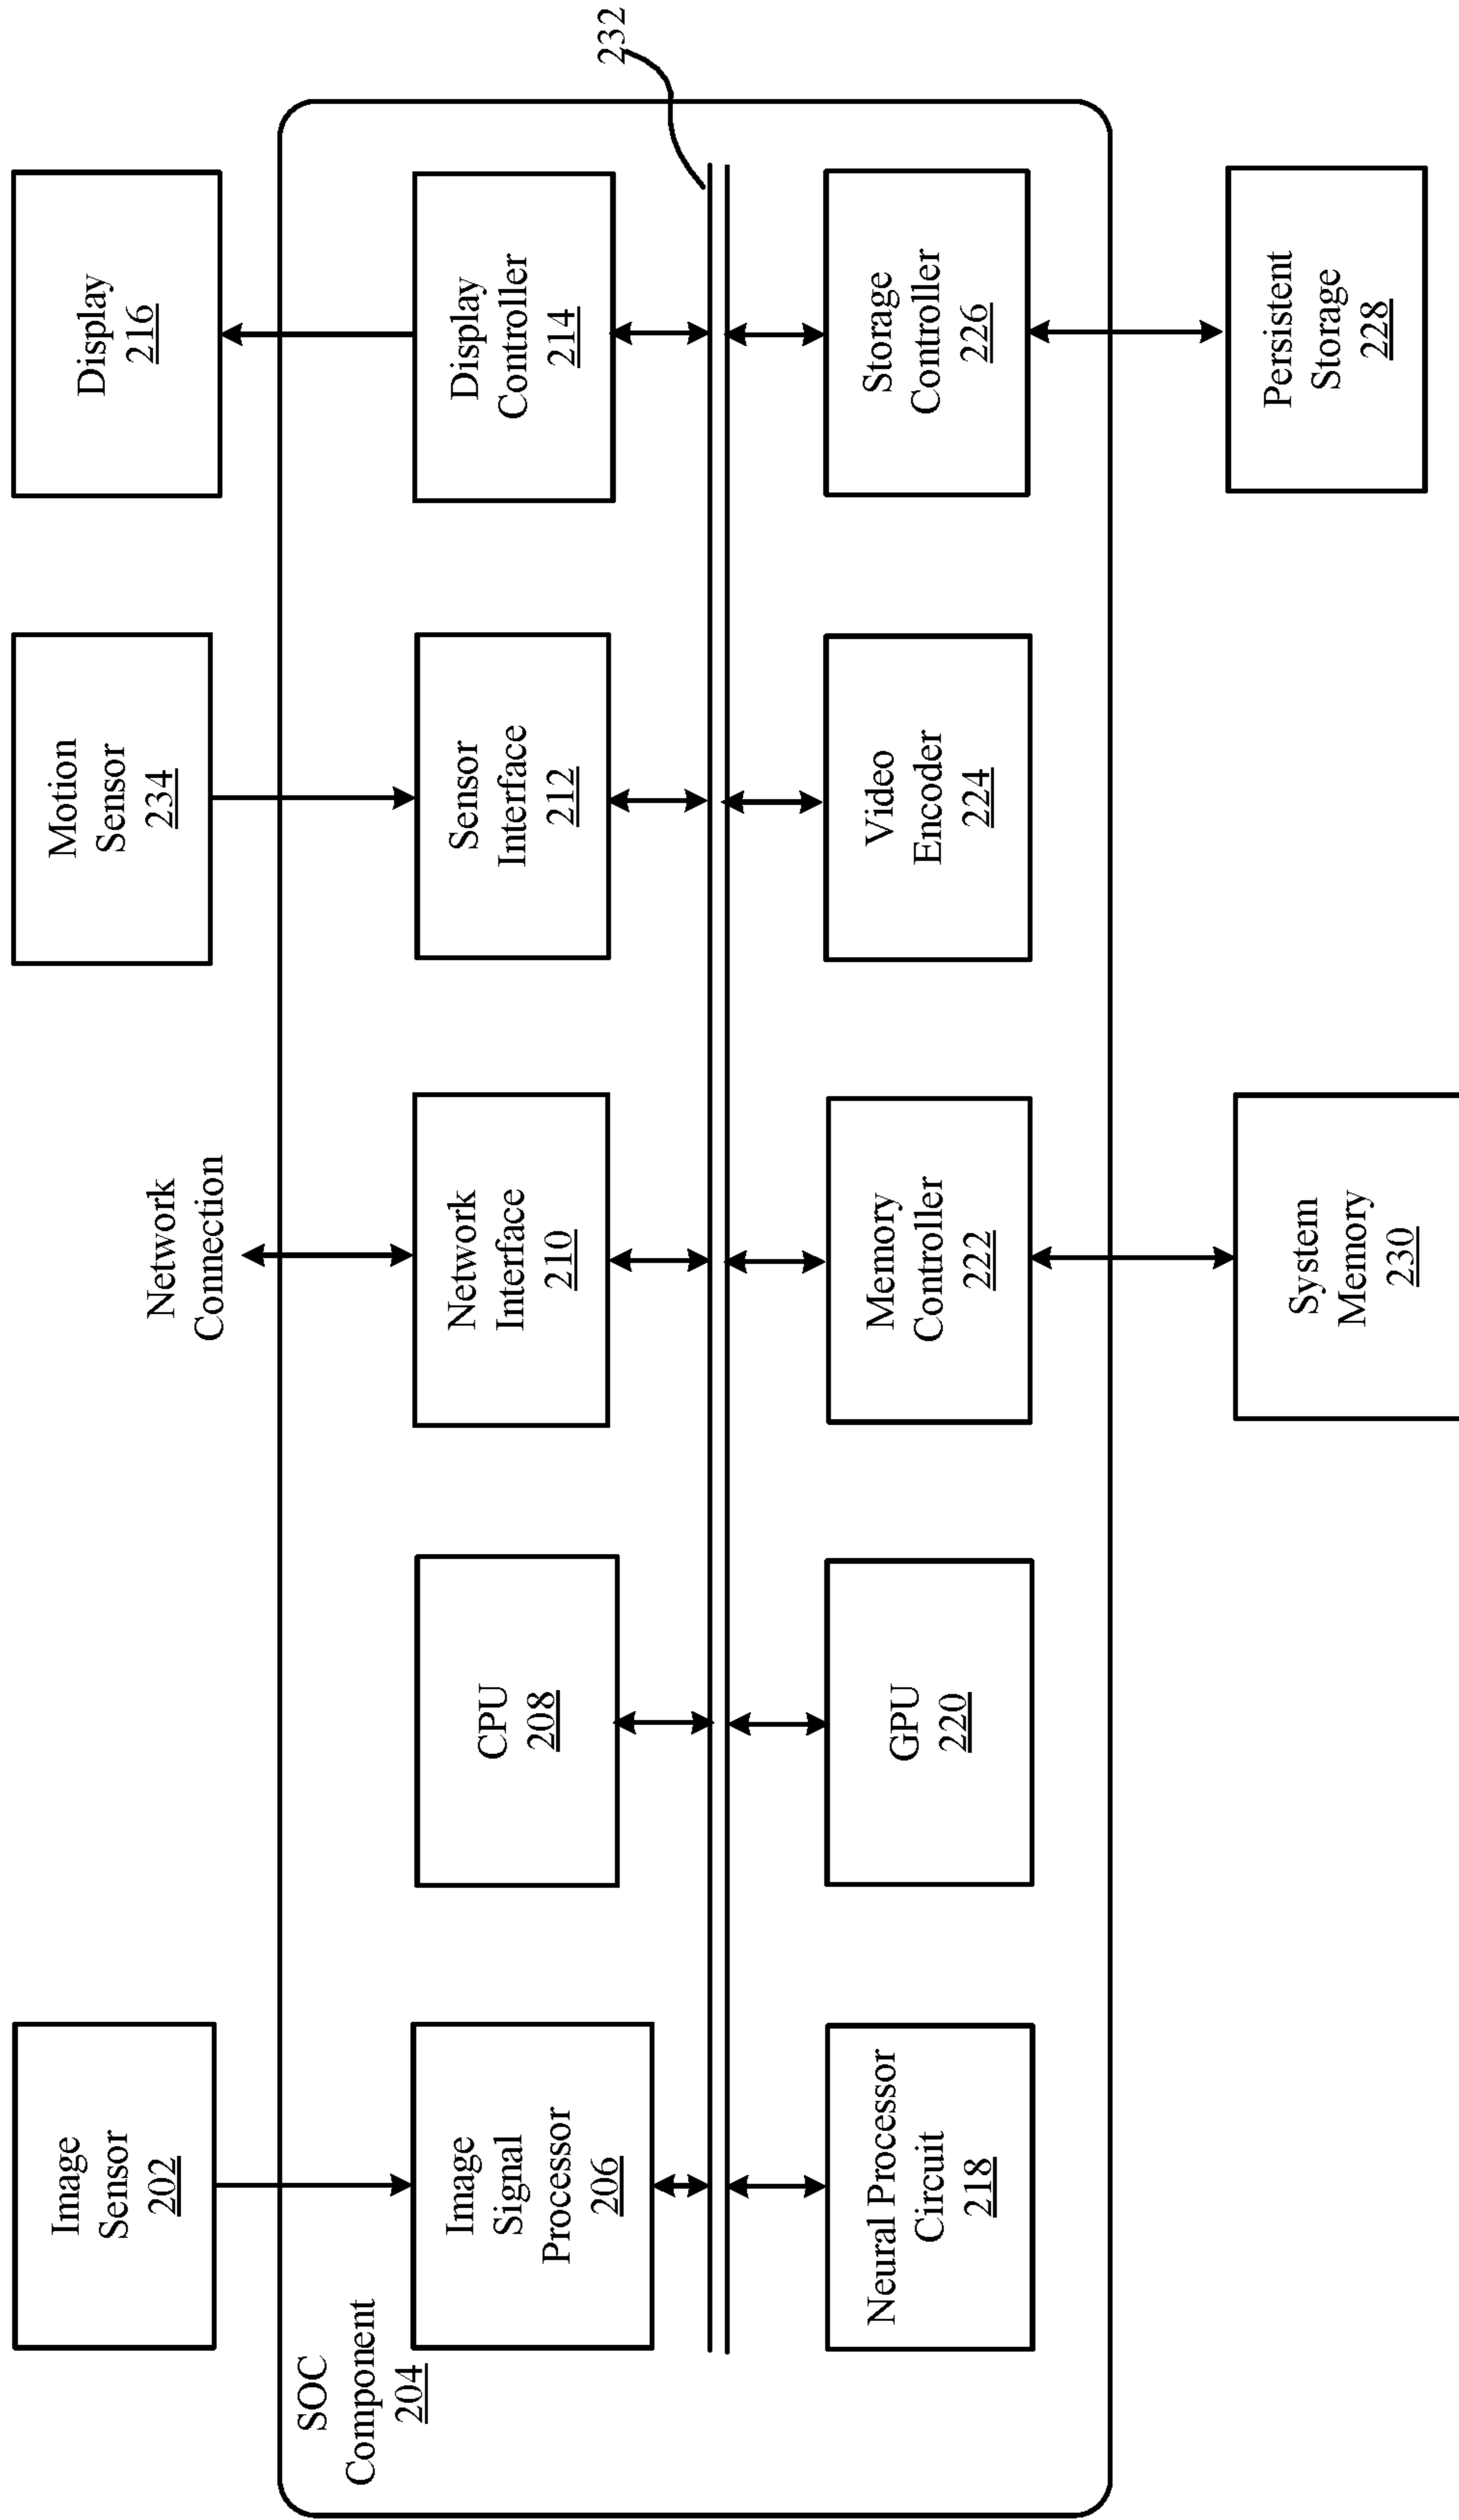 Image
Sensor
202
Network
Connection
Motion
Sensor
234
Display
216
SOC
Component
204
Image
Signal
Processor
206
CPU
208
Network
Interface
210
Sensor
Interface
212
Display
Controller
214
232
Neural Processor
Circuit
218
GPU
220
Memory
Controller
222
Video
Encoder
224
Storage
Controller
226
System
Memory
230
Persistent
Storage
228